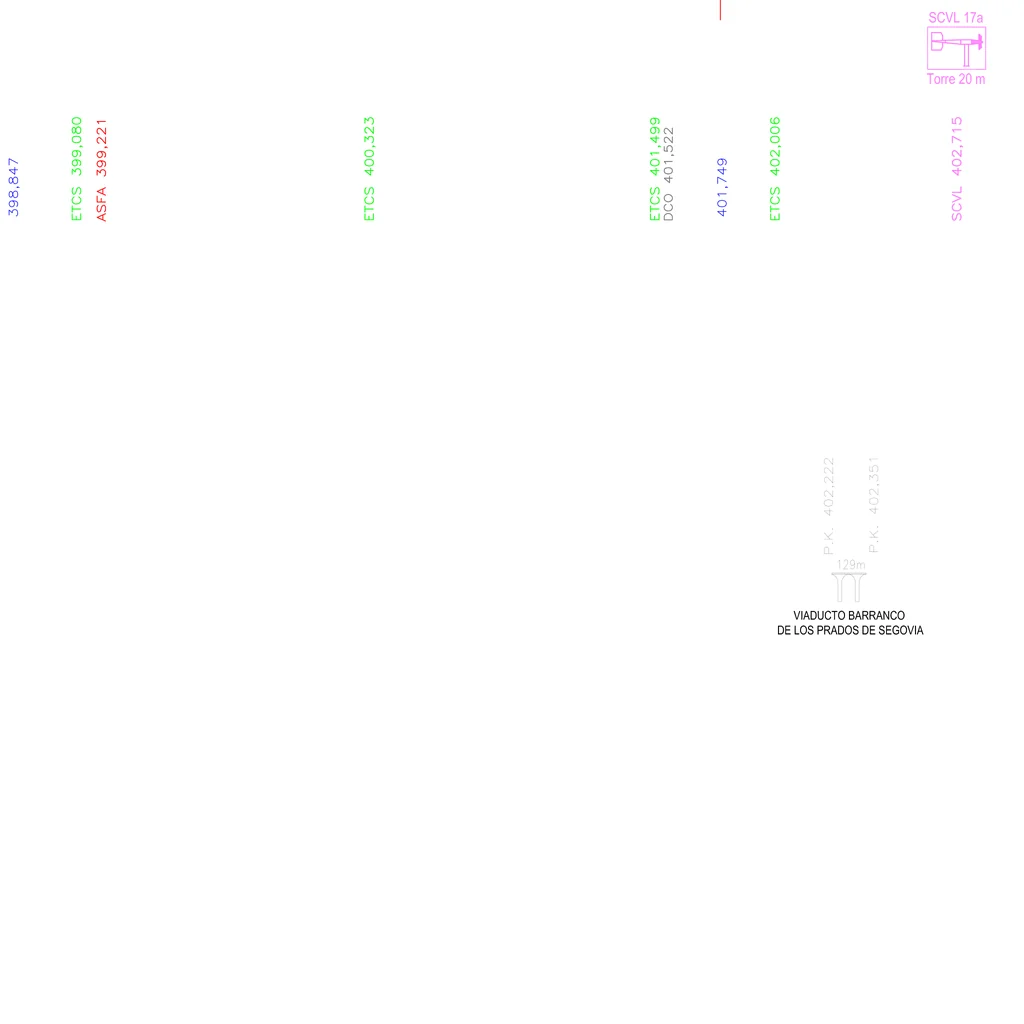 SCVL 17a
Torre 20 m
398,847
ETCS 399,080
ASFA 399,221
ETCS 400,323
ETCS 401,499
DCO 401,522
401,749
ETCS 402,006
SCVL 402,715
P.K. 402,222
P.K. 402,351
129m
VIADUCTO BARRANCO
DE LOS PRADOS DE SEGOVIA